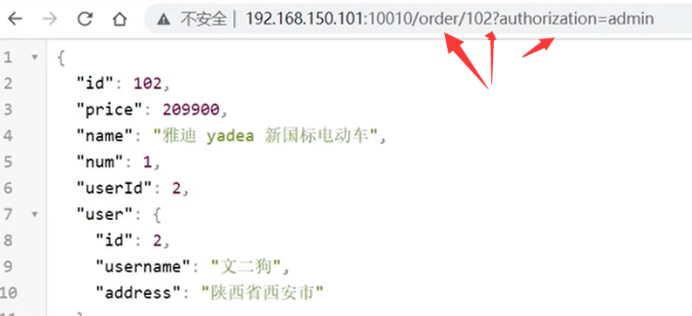 不安全 | 192.168.150.101:10010/order/102?authorization=admin
1 {
2 "id": 102,
3 "price": 209900,
4 "name": "雅迪 yadea 新国标电动车",
5 "num": 1,
6 "userId": 2,
7 "user": {
8 "id": 2,
9 "username": "文二狗",
10 "address": "陕西省西安市"